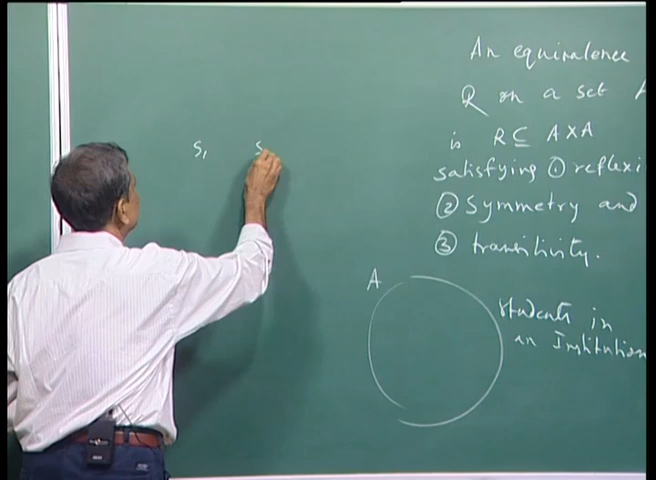 An equivalence
R on a set A
is R ⊆ A X A
satisfying ① reflexi
② Symmetry and
③ transitivity.
S₁ S
A
students in
an Institution